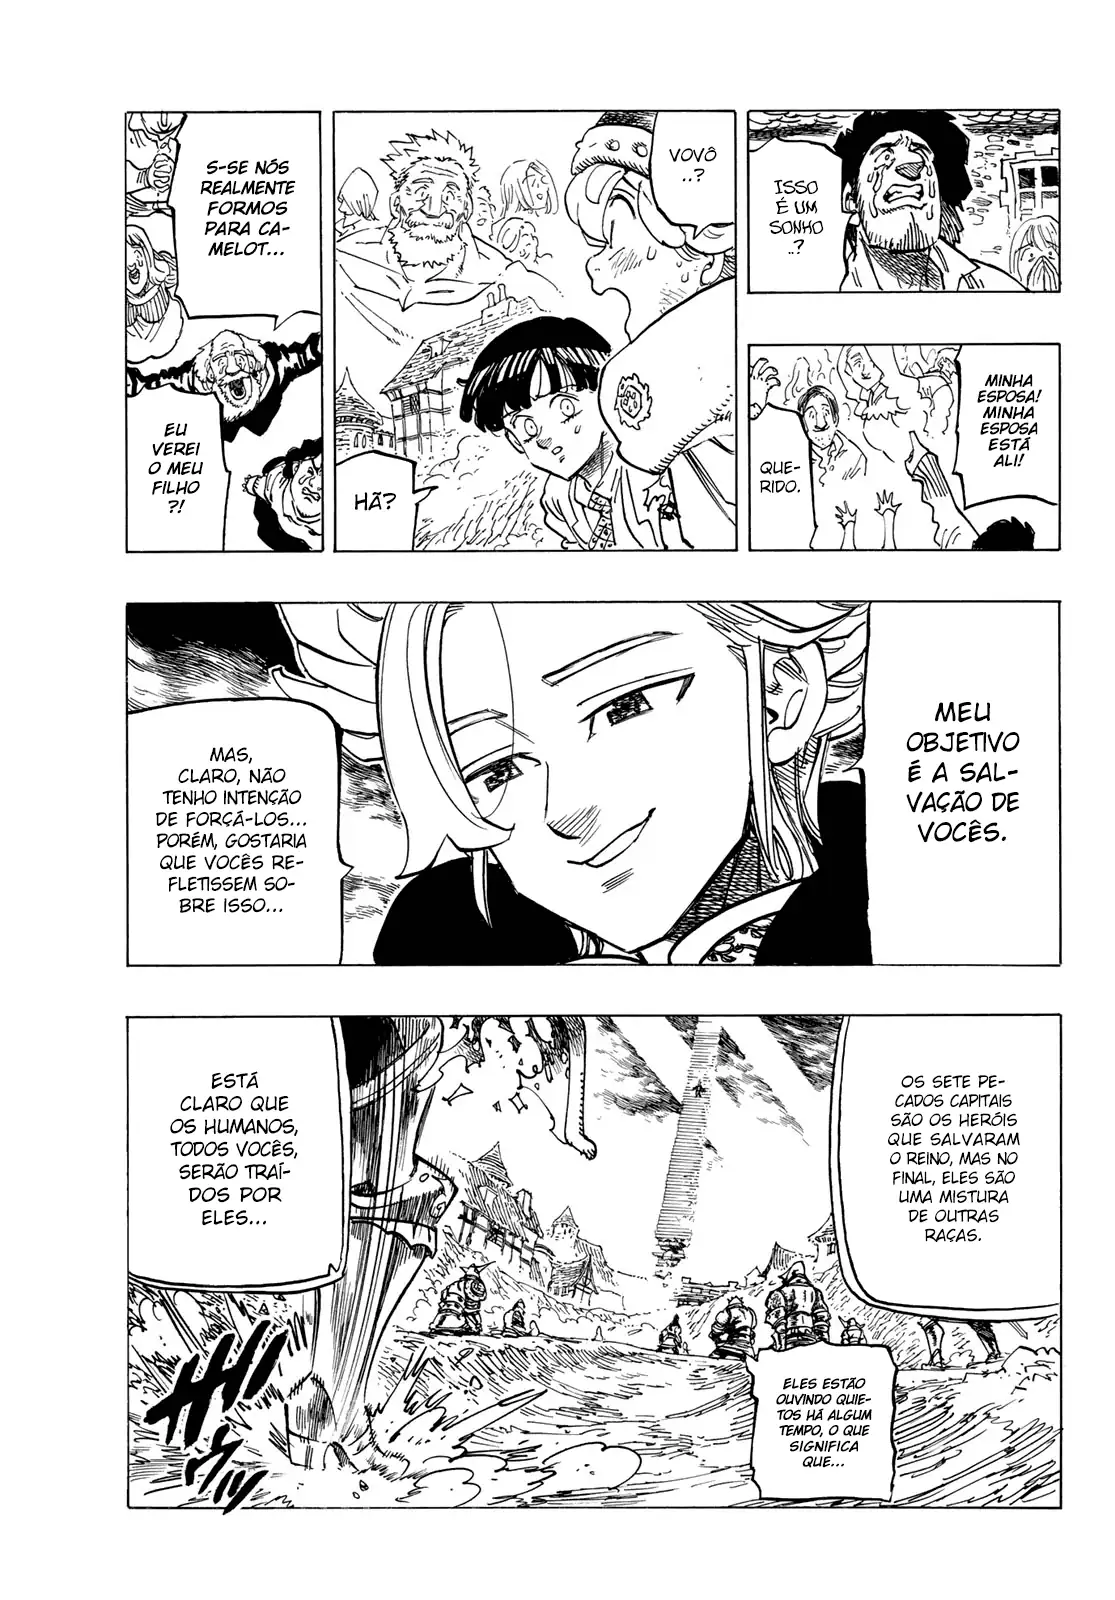 ISSO
É UM
SONHO
..?
MINHA
ESPOSA!
MINHA
ESPOSA
ESTÁ
ALI!
QUE-
RIDO.
VOVÔ
..?
HÃ?
S-SE NÓS
REALMENTE
FORMOS
PARA CA-
MELOT...
EU
VEREI
O MEU
FILHO
?!
MEU
OBJETIVO
É A SAL-
VAÇÃO DE
VOCÊS.
MAS,
CLARO, NÃO
TENHO INTENÇÃO
DE FORÇÁ-LOS...
PORÉM, GOSTARIA
QUE VOCÊS RE-
FLETISSEM SO-
BRE ISSO...
OS SETE PE-
CADOS CAPITAIS
SÃO OS HERÓIS
QUE SALVARAM
O REINO, MAS NO
FINAL, ELES SÃO
UMA MISTURA
DE OUTRAS
RAÇAS.
ELES ESTÃO
OUVINDO QUIE-
TOS HÁ ALGUM
TEMPO, O QUE
SIGNIFICA
QUE...
ESTÁ
CLARO QUE
OS HUMANOS,
TODOS VOCÊS,
SERÃO TRAÍ-
DOS POR
ELES...